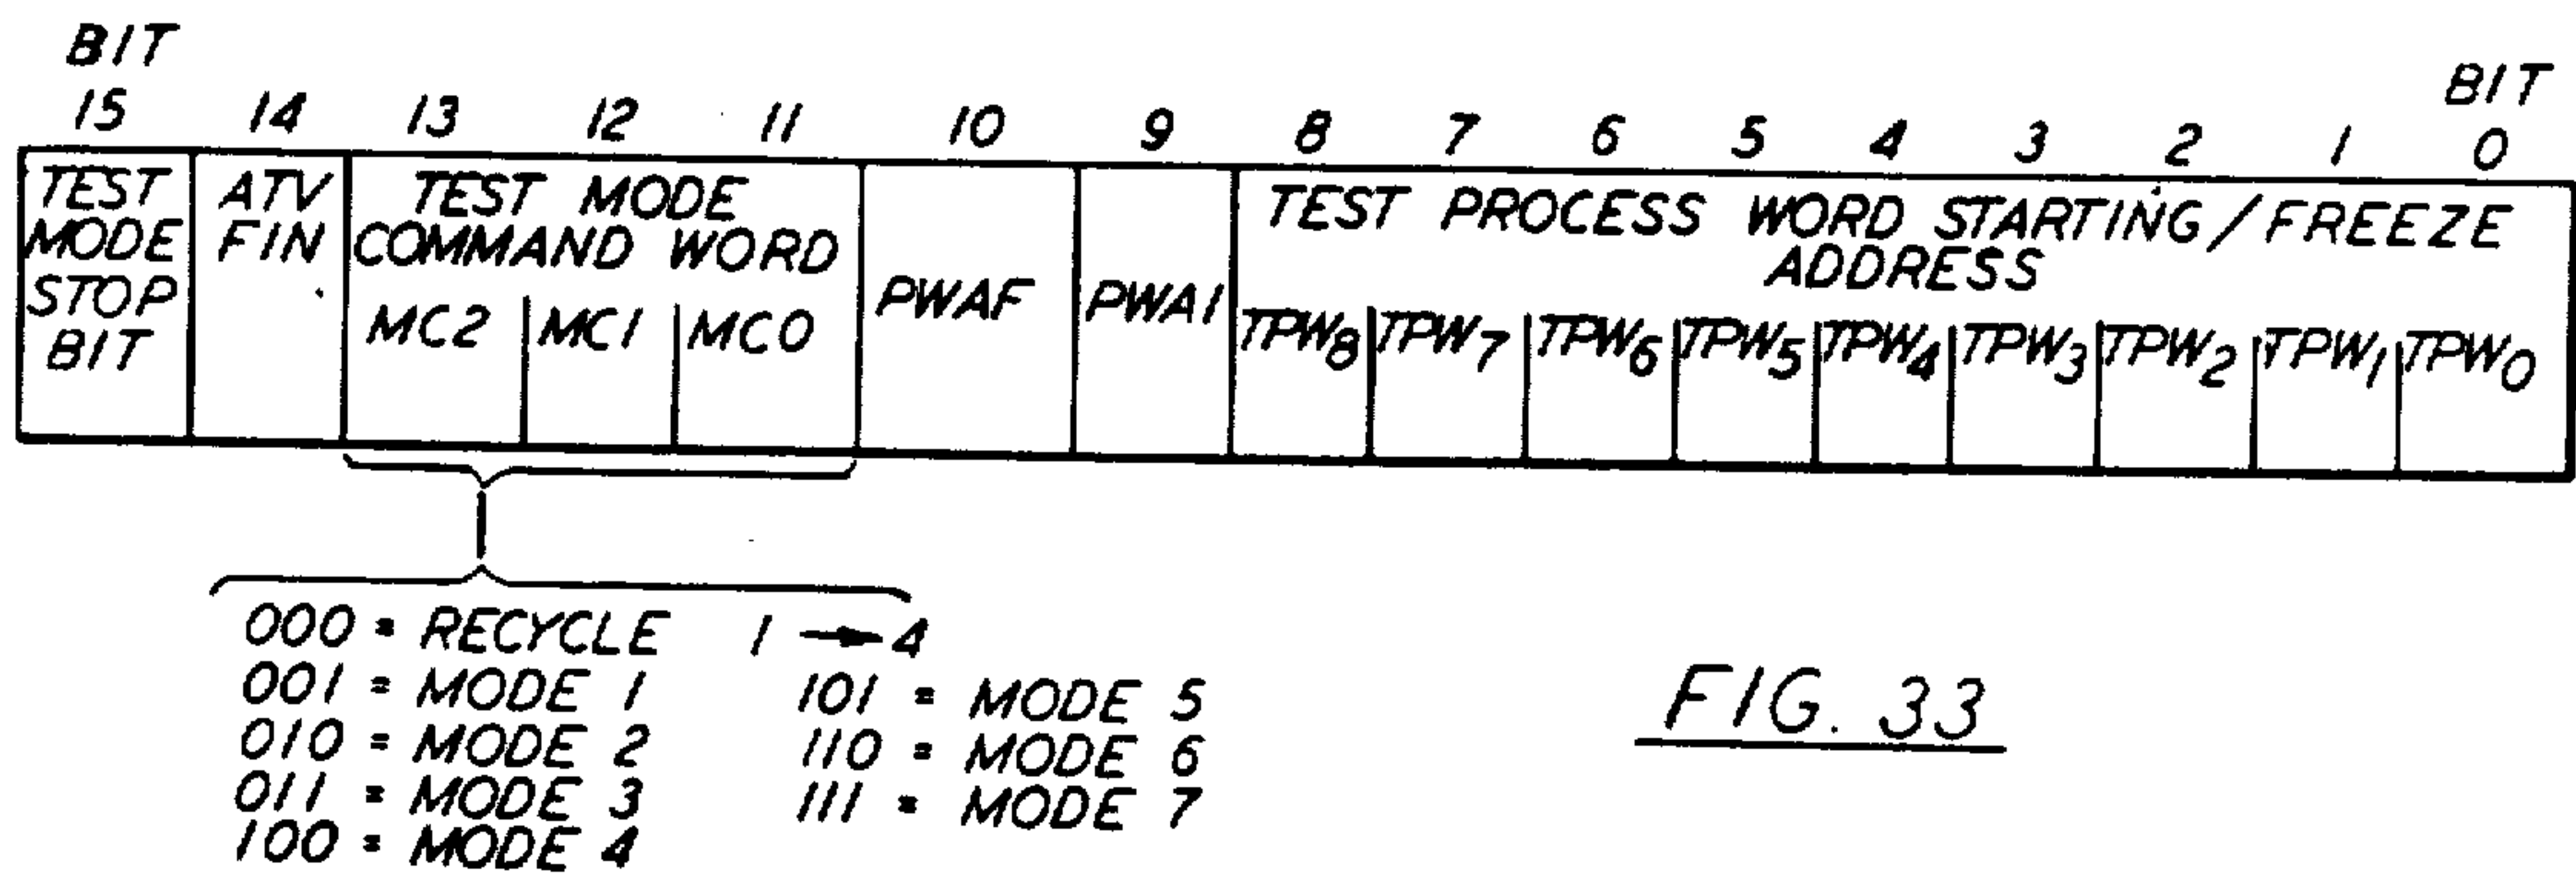 BIT BIT
15 14 13 12 11 10 9 8 7 6 5 4 3 2 1 0
TEST MODE STOP BIT
ATV FIN
TEST MODE
COMMAND WORD
MC2 MC1 MC0
PWAF
PWA1
TEST PROCESS WORD STARTING/FREEZE
ADDRESS
TPW8 TPW7 TPW6 TPW5 TPW4 TPW3 TPW2 TPW1 TPW0
000 = RECYCLE 1 → 4
001 = MODE 1 101 = MODE 5
010 = MODE 2 110 = MODE 6
011 = MODE 3 111 = MODE 7
100 = MODE 4
FIG. 33